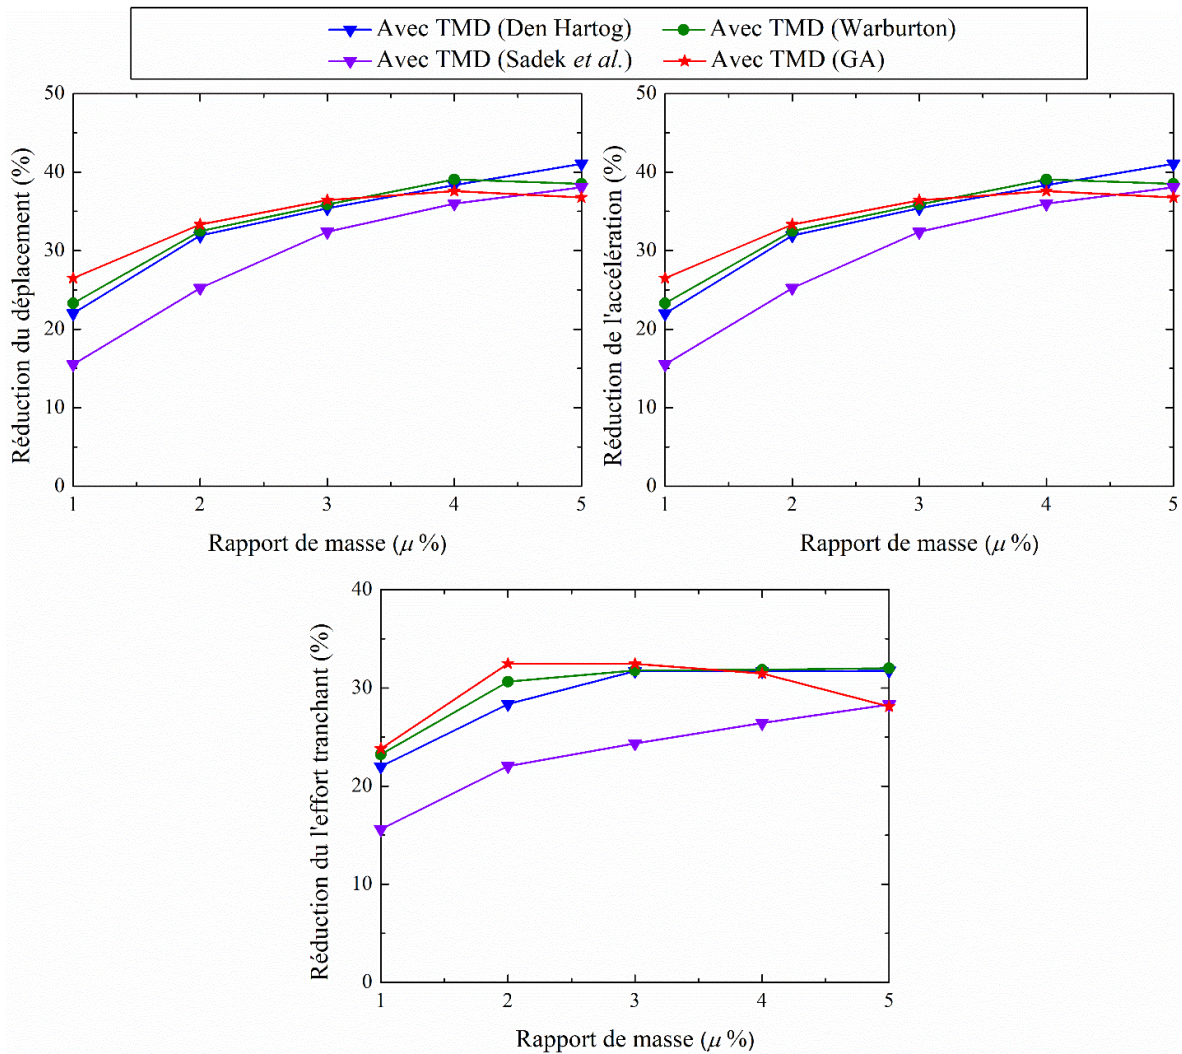 Avec TMD (Den Hartog) Avec TMD (Warburton)
Avec TMD (Sadek et al.) Avec TMD (GA)
Réduction du déplacement (%)
50
40
30
20
10
0
1 2 3 4 5
Rapport de masse (μ %)
Réduction de l'accélération (%)
50
40
30
20
10
0
1 2 3 4 5
Rapport de masse (μ %)
Réduction du l'effort tranchant (%)
40
30
20
10
0
1 2 3 4 5
Rapport de masse (μ %)